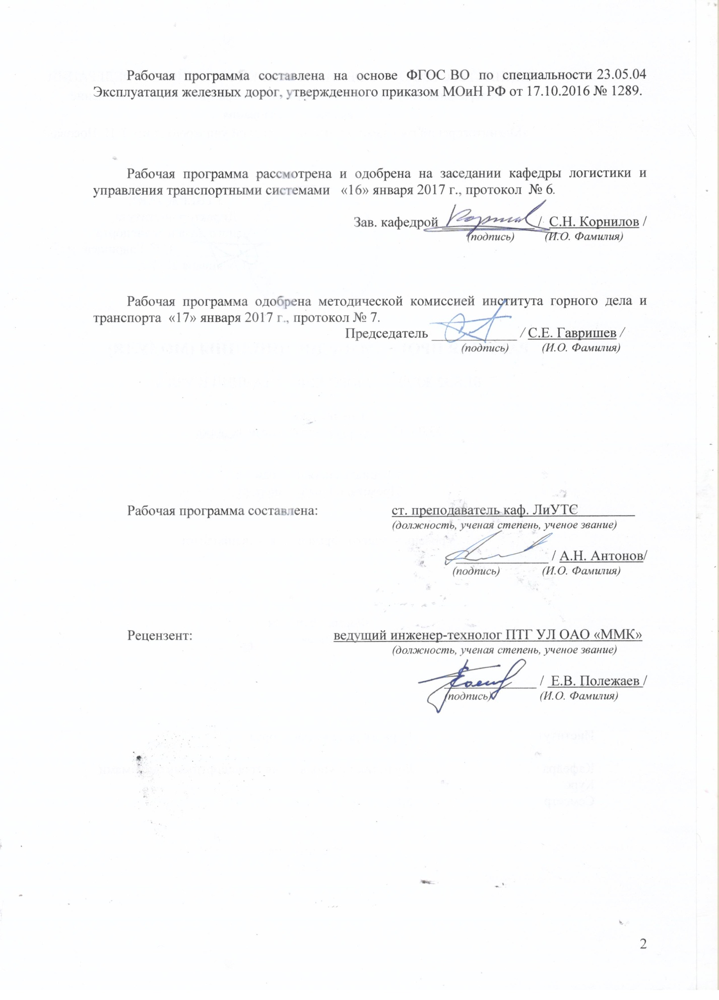 Рабочая программа составлена на основе ФГОС ВО по специальности 23.05.04
Эксплуатация железных дорог, утвержденного приказом МОиН РФ от 17.10.2016 № 1289.
Рабочая программа рассмотрена и одобрена на заседании кафедры логистики и
управления транспортными системами «16» января 2017 г., протокол № 6.
Зав. кафедрой ____________ / С.Н. Корнилов /
(подпись) (И.О. Фамилия)
Рабочая программа одобрена методической комиссией института горного дела и
транспорта «17» января 2017 г., протокол № 7.
Председатель ____________ / С.Е. Гавришев /
(подпись) (И.О. Фамилия)
Рабочая программа составлена: ст. преподаватель каф. ЛиУТС
(должность, ученая степень, ученое звание)
____________ / А.Н. Антонов/
(подпись) (И.О. Фамилия)
Рецензент: ведущий инженер-технолог ПТГ УЛ ОАО «ММК»
(должность, ученая степень, ученое звание)
____________ / Е.В. Полежаев /
(подпись) (И.О. Фамилия)
2